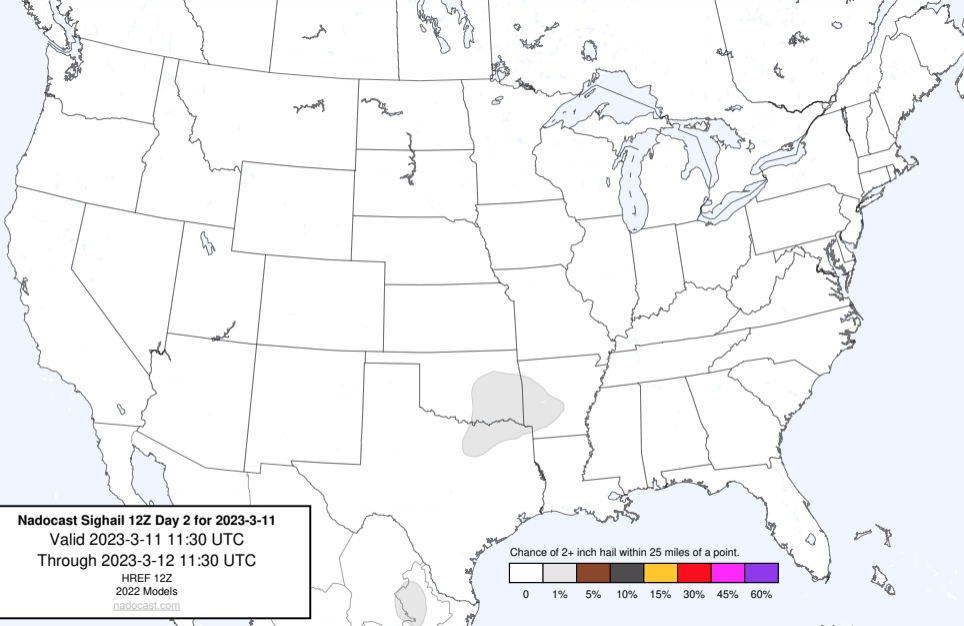 Nadocast Sighail 12Z Day 2 for 2023-3-11
Valid 2023-3-11 11:30 UTC
Through 2023-3-12 11:30 UTC
HREF 12Z
2022 Models
nadocast.com
Chance of 2+ inch hail within 25 miles of a point.
0 1% 5% 10% 15% 30% 45% 60%